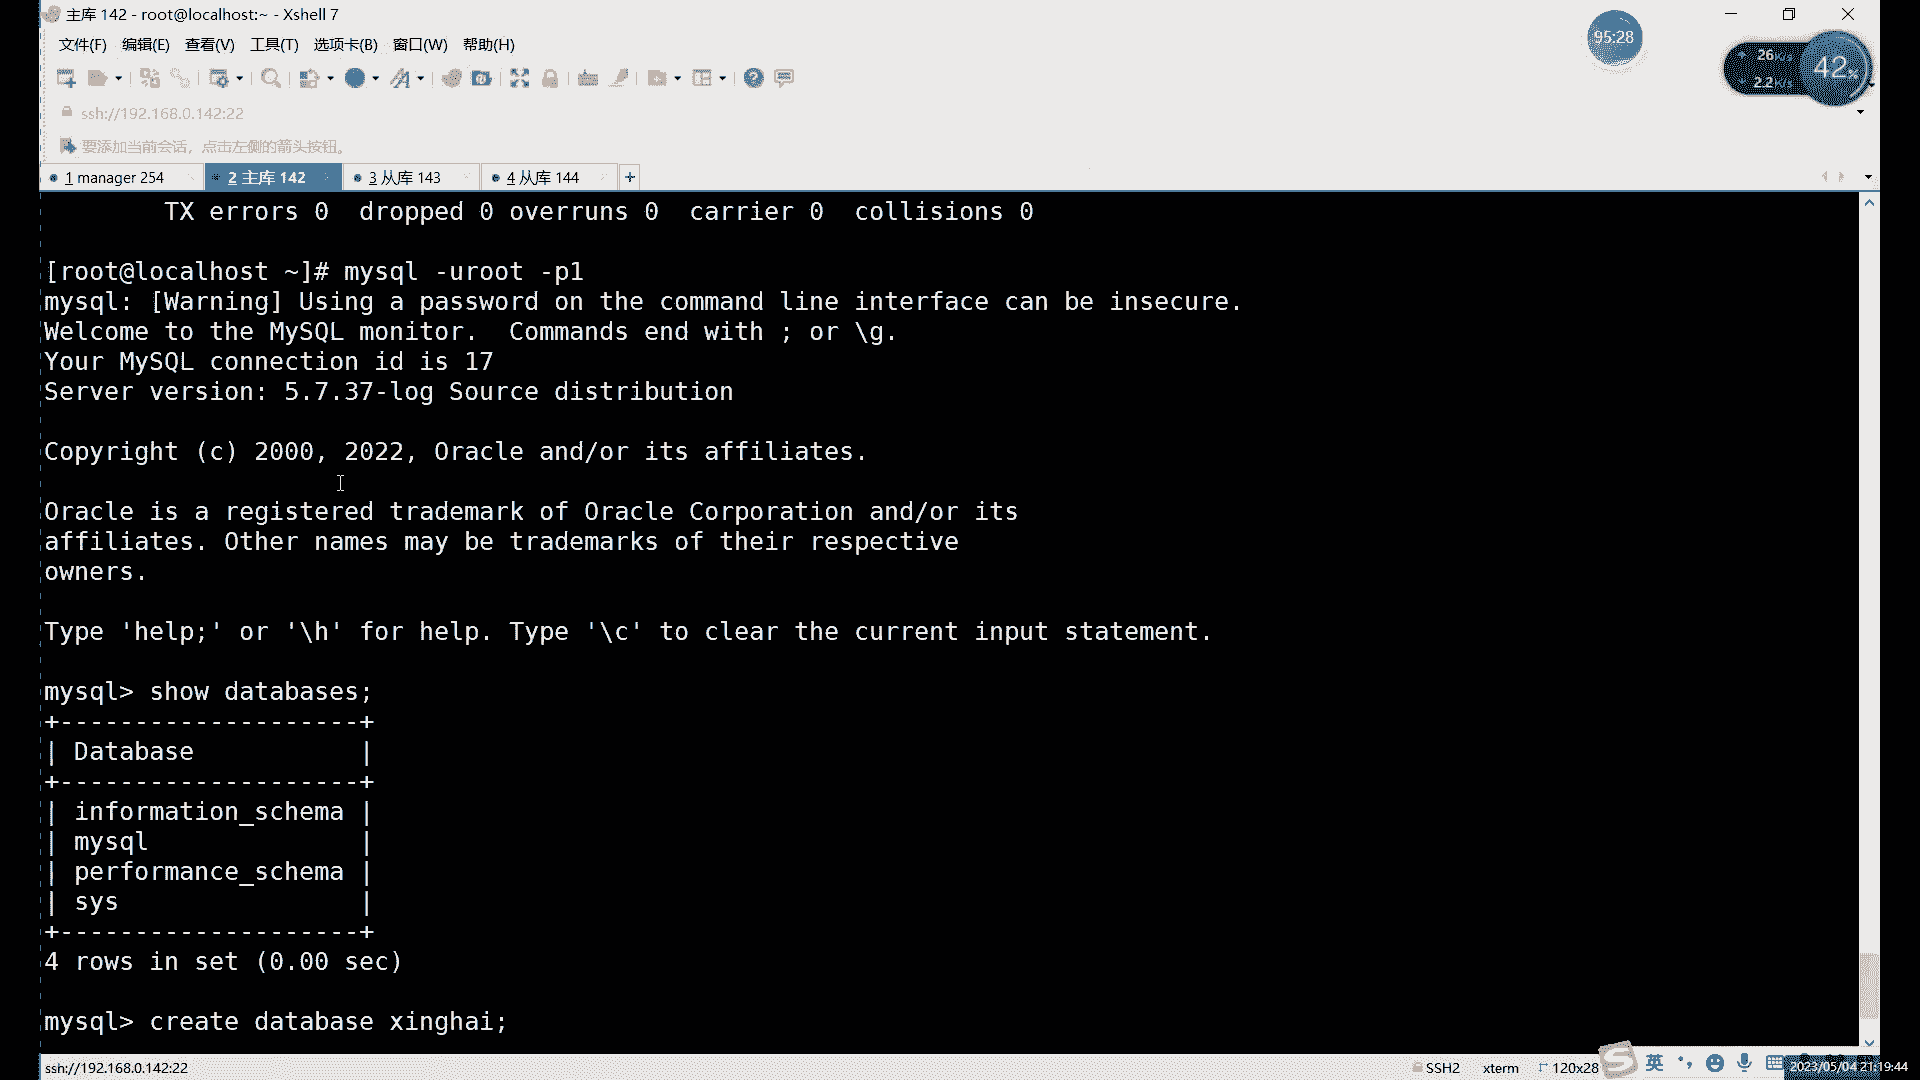 主库 142 - root@localhost:~ - Xshell 7
文件(F) 编辑(E) 查看(V) 工具(T) 选项卡(B) 窗口(W) 帮助(H)
95:28
26K/s
2.2K/s
42%
ssh://192.168.0.142:22
要添加当前会话，点击左侧的箭头按钮。
1 manager 254
2 主库 142
3 从库 143
4 从库 144
TX errors 0  dropped 0 overruns 0  carrier 0  collisions 0
[root@localhost ~]# mysql -uroot -p1
mysql: [Warning] Using a password on the command line interface can be insecure.
Welcome to the MySQL monitor.  Commands end with ; or \g.
Your MySQL connection id is 17
Server version: 5.7.37-log Source distribution
Copyright (c) 2000, 2022, Oracle and/or its affiliates.
Oracle is a registered trademark of Oracle Corporation and/or its
affiliates. Other names may be trademarks of their respective
owners.
Type 'help;' or '\h' for help. Type '\c' to clear the current input statement.
mysql> show databases;
+--------------------+
| Database           |
+--------------------+
| information_schema |
| mysql              |
| performance_schema |
| sys                |
+--------------------+
4 rows in set (0.00 sec)
mysql> create database xinghai;
ssh://192.168.0.142:22
SSH2
xterm
120x28
英
2023/05/04 21:19:44